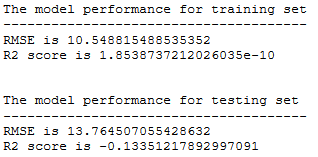 The model performance for training set
--------------------------------------
RMSE is 10.548815488535352
R2 score is 1.8538737212026035e-10
The model performance for testing set
--------------------------------------
RMSE is 13.764507055428632
R2 score is -0.13351217892997091